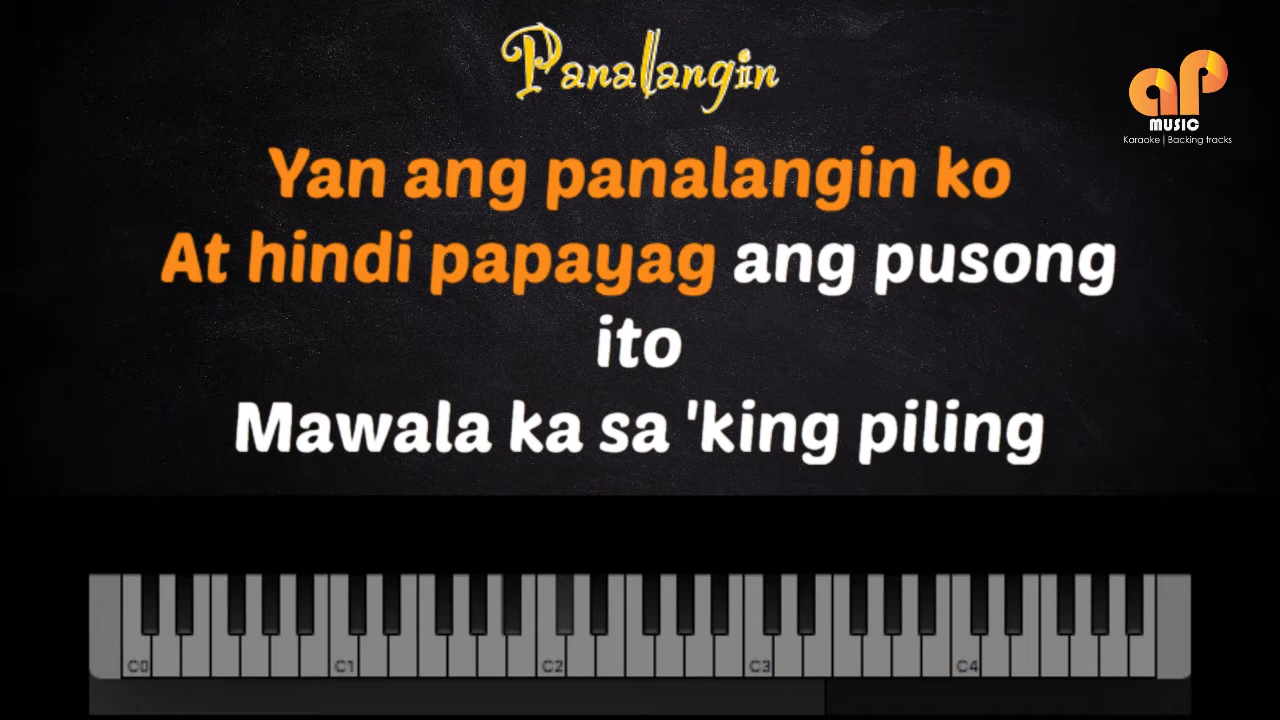 Panalangin
aP
MUSIC
Karaoke | Backing tracks
Yan ang panalangin ko
At hindi papayag ang pusong
ito
Mawala ka sa 'king piling
C0 C1 C2 C3 C4